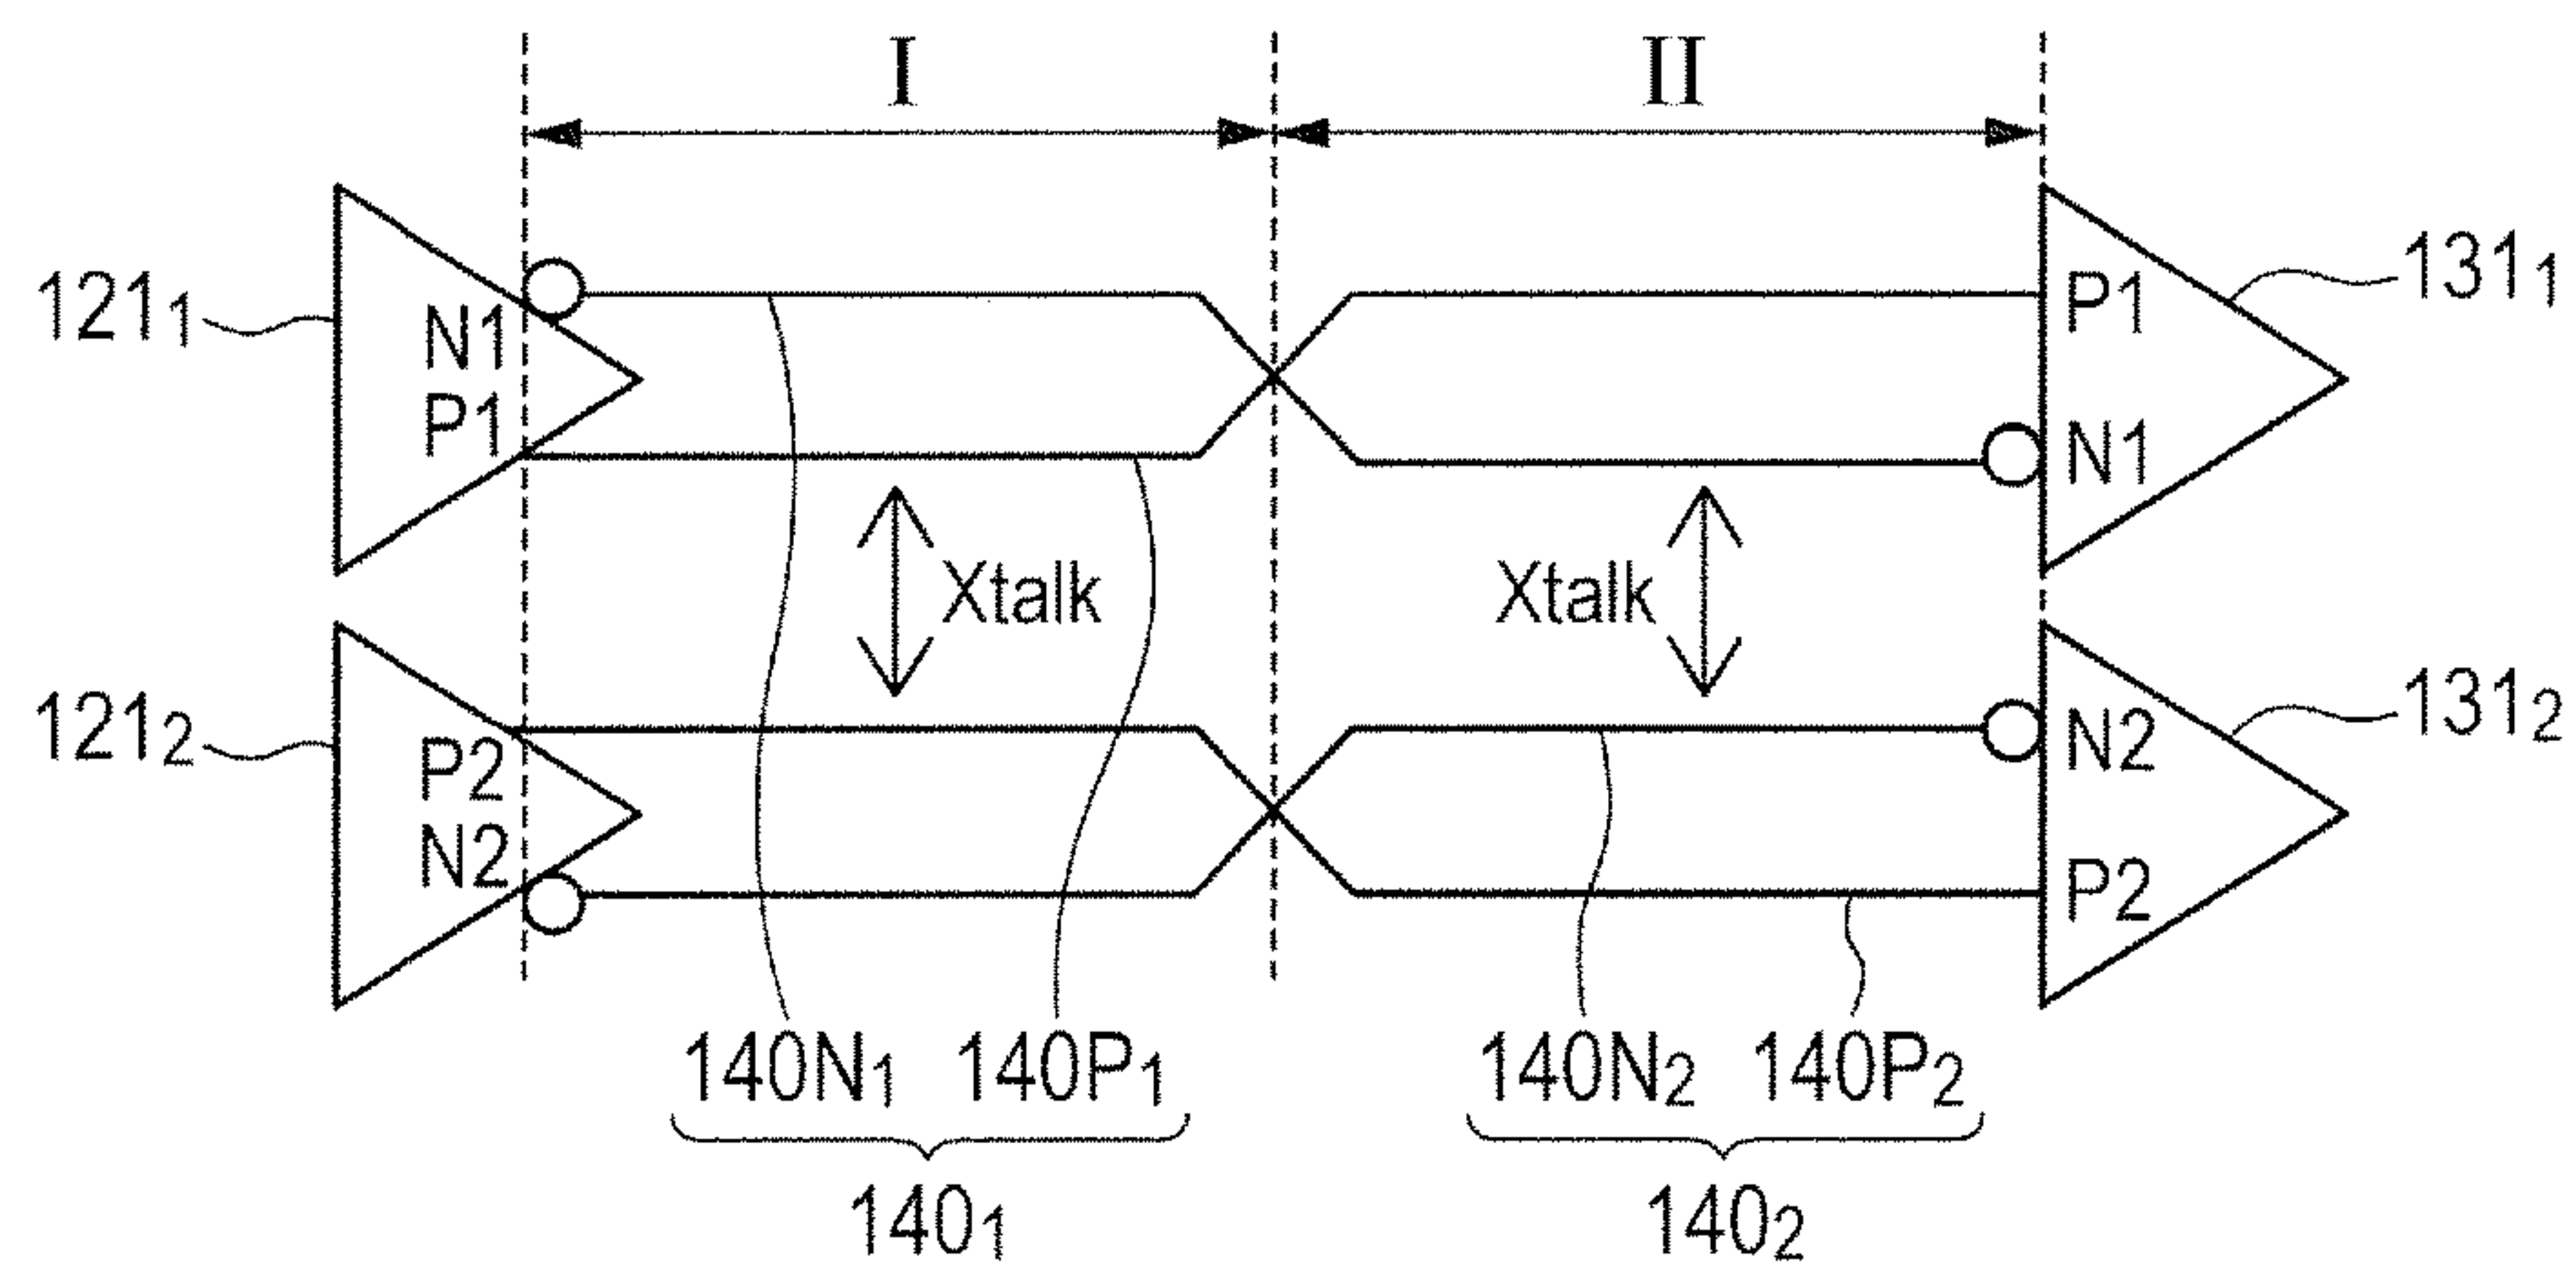 I II
121₁ N1 P1 131₁
P1 N1
Xtalk Xtalk
121₂ P2 N2 131₂
N2 P2
140N₁ 140P₁ 140N₂ 140P₂
140₁ 140₂